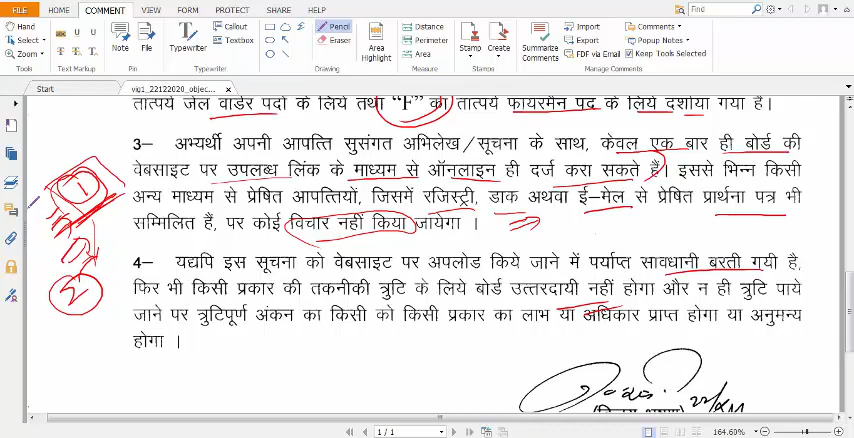 FILE HOME COMMENT VIEW FORM PROTECT SHARE HELP Find
Hand Select Zoom
Note File
Typewriter
Callout
Textbox
Pencil
Eraser
Area Highlight
Distance
Perimeter
Area
Stamp Create
Summarize Comments
Import
Export
FDF via Email
Comments
Popup Notes
Keep Tools Selected
Tools Text Markup Pin Typewriter Drawing Measure Stamps Manage Comments
Start vig1_22122020_objec...
तात्पर्य जेल वार्डर पदों के लिये तथा “F” का तात्पर्य फायरमैन पद के लिये दर्शाया गया है।
3– अभ्यर्थी अपनी आपत्ति सुसंगत अभिलेख/सूचना के साथ, केवल एक बार ही बोर्ड की
वेबसाइट पर उपलब्ध लिंक के माध्यम से ऑनलाइन ही दर्ज करा सकते हैं। इससे भिन्न किसी
अन्य माध्यम से प्रेषित आपत्तियों, जिसमें रजिस्ट्री, डाक अथवा ई–मेल से प्रेषित प्रार्थना पत्र भी
सम्मिलित हैं, पर कोई विचार नहीं किया जायेगा ।
4– यद्यपि इस सूचना को वेबसाइट पर अपलोड किये जाने में पर्याप्त सावधानी बरती गयी है,
फिर भी किसी प्रकार की तकनीकी त्रुटि के लिये बोर्ड उत्तरदायी नहीं होगा और न ही त्रुटि पाये
जाने पर त्रुटिपूर्ण अंकन का किसी को किसी प्रकार का लाभ या अधिकार प्राप्त होगा या अनुमन्य
होगा ।
1
2
1 / 1 164.60%